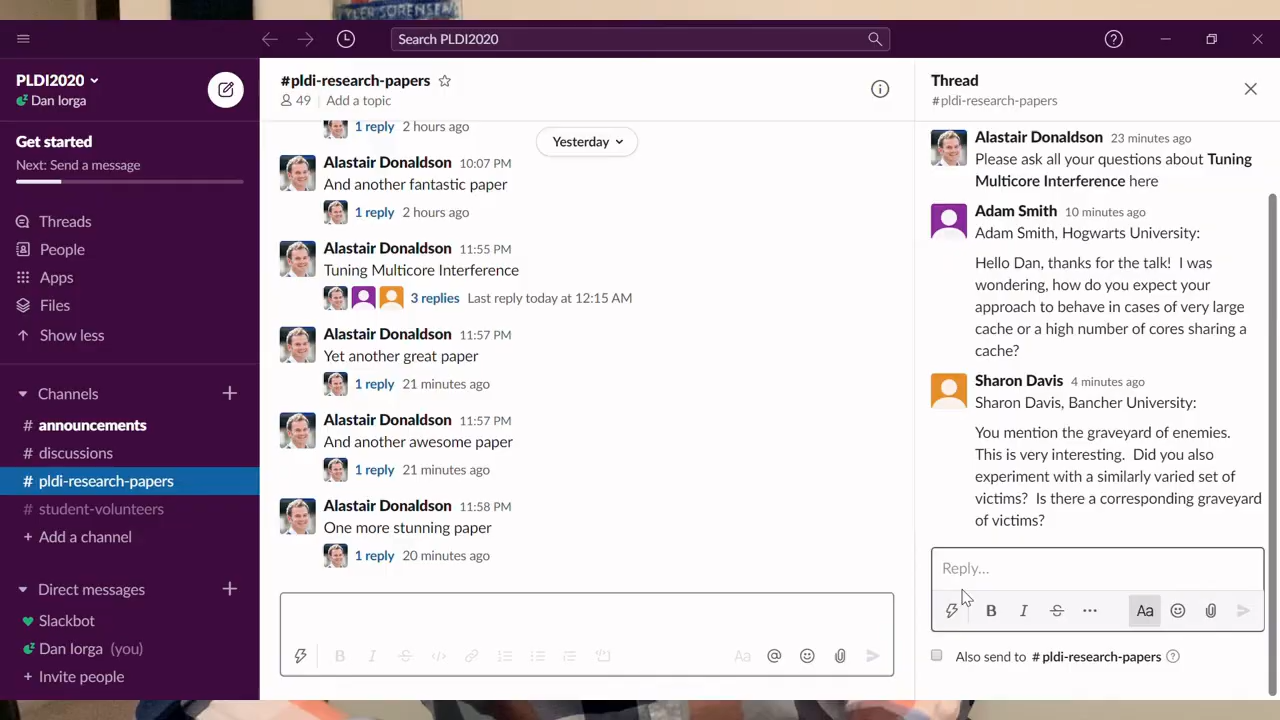 TYLER SORENSEN
Search PLDI2020
PLDI2020
Dan Iorga
Get started
Next: Send a message
Threads
People
Apps
Files
Show less
Channels
# announcements
# discussions
# pldi-research-papers
# student-volunteers
+ Add a channel
Direct messages
Slackbot
Dan Iorga (you)
+ Invite people
#pldi-research-papers
49 | Add a topic
1 reply 2 hours ago
Yesterday
Alastair Donaldson 10:07 PM
And another fantastic paper
1 reply 2 hours ago
Alastair Donaldson 11:55 PM
Tuning Multicore Interference
3 replies Last reply today at 12:15 AM
Alastair Donaldson 11:57 PM
Yet another great paper
1 reply 21 minutes ago
Alastair Donaldson 11:57 PM
And another awesome paper
1 reply 21 minutes ago
Alastair Donaldson 11:58 PM
One more stunning paper
1 reply 20 minutes ago
Thread
#pldi-research-papers
Alastair Donaldson 23 minutes ago
Please ask all your questions about Tuning
Multicore Interference here
Adam Smith 10 minutes ago
Adam Smith, Hogwarts University:
Hello Dan, thanks for the talk! I was
wondering, how do you expect your
approach to behave in cases of very large
cache or a high number of cores sharing a
cache?
Sharon Davis 4 minutes ago
Sharon Davis, Bancher University:
You mention the graveyard of enemies.
This is very interesting. Did you also
experiment with a similarly varied set of
victims? Is there a corresponding graveyard
of victims?
Reply...
B I S ... Aa
Also send to #pldi-research-papers